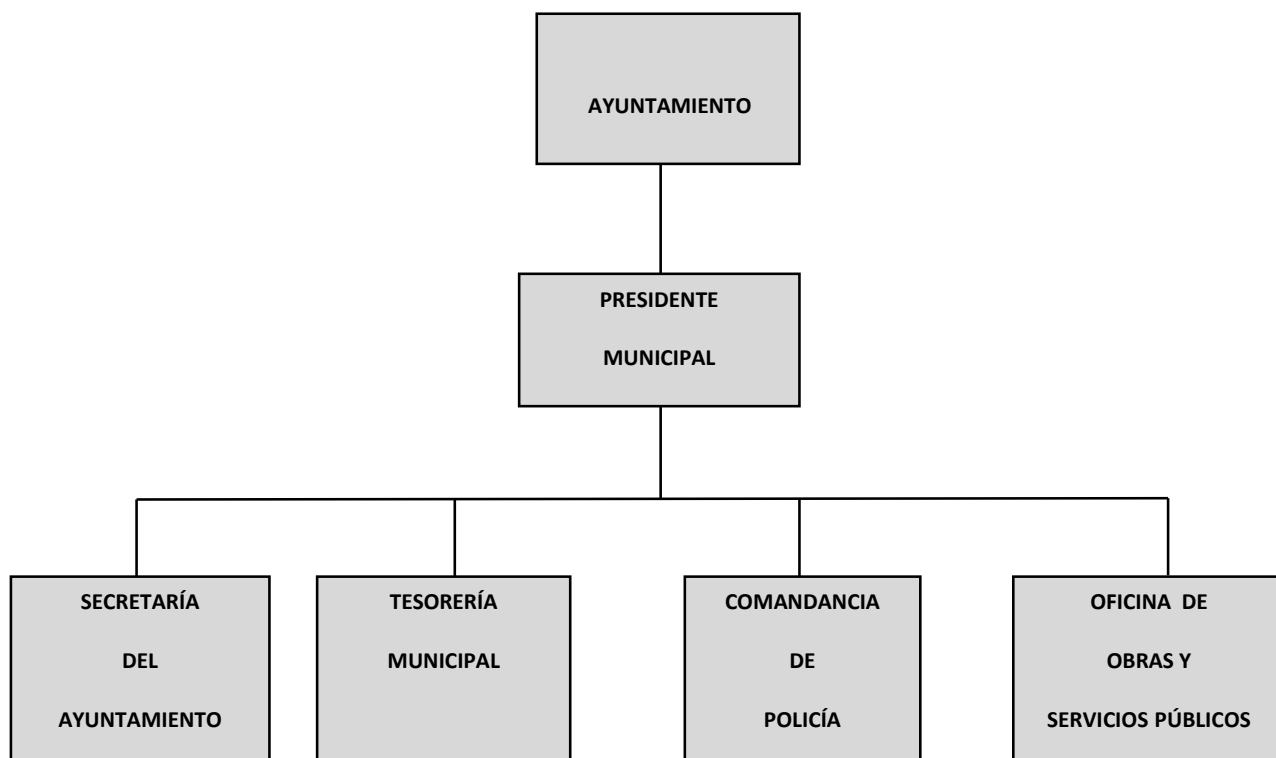 AYUNTAMIENTO
PRESIDENTE
MUNICIPAL
SECRETARÍA
DEL
AYUNTAMIENTO
TESORERÍA
MUNICIPAL
COMANDANCIA
DE
POLICÍA
OFICINA DE
OBRAS Y
SERVICIOS PÚBLICOS